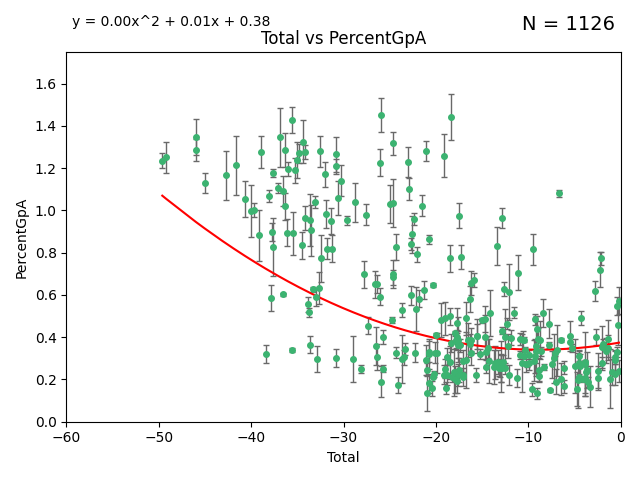 y = 0.00x^2 + 0.01x + 0.38
N = 1126
Total vs PercentGpA
1.6
1.4
1.2
1.0
0.8
0.6
0.4
0.2
0.0
PercentGpA
−60 −50 −40 −30 −20 −10 0
Total